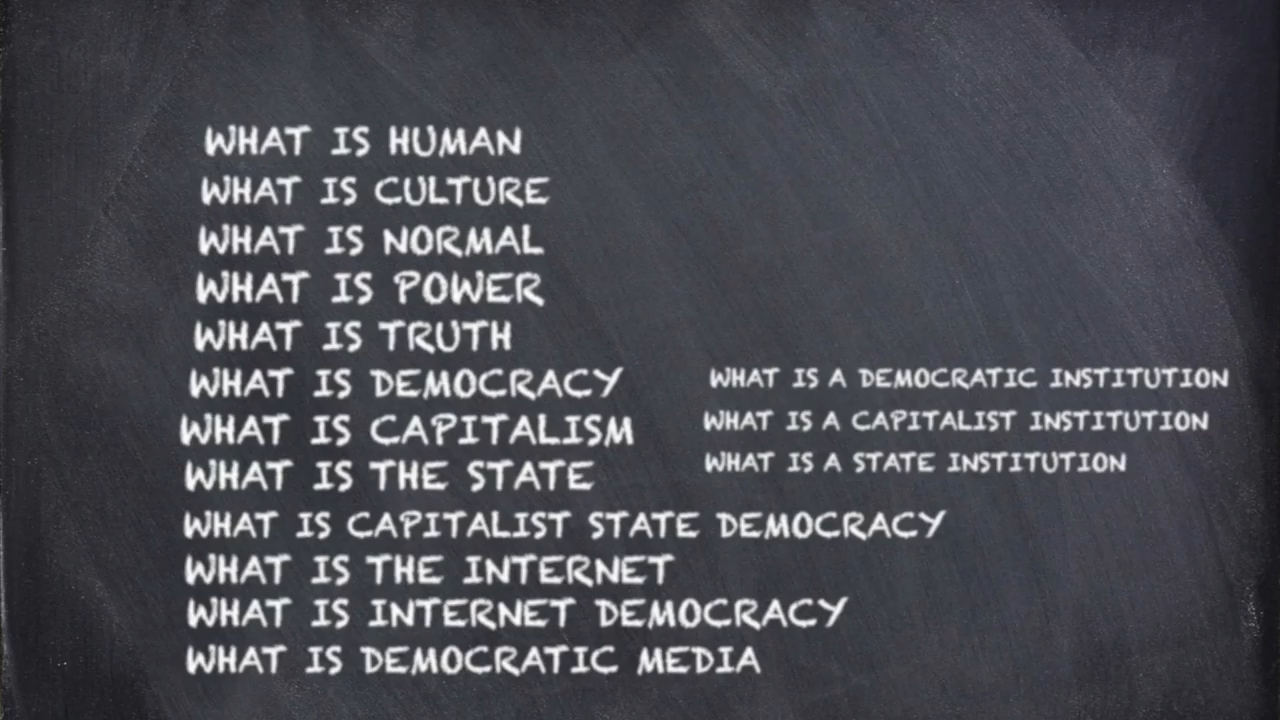 WHAT IS HUMAN
WHAT IS CULTURE
WHAT IS NORMAL
WHAT IS POWER
WHAT IS TRUTH
WHAT IS DEMOCRACY
WHAT IS CAPITALISM
WHAT IS THE STATE
WHAT IS A DEMOCRATIC INSTITUTION
WHAT IS A CAPITALIST INSTITUTION
WHAT IS A STATE INSTITUTION
WHAT IS CAPITALIST STATE DEMOCRACY
WHAT IS THE INTERNET
WHAT IS INTERNET DEMOCRACY
WHAT IS DEMOCRATIC MEDIA